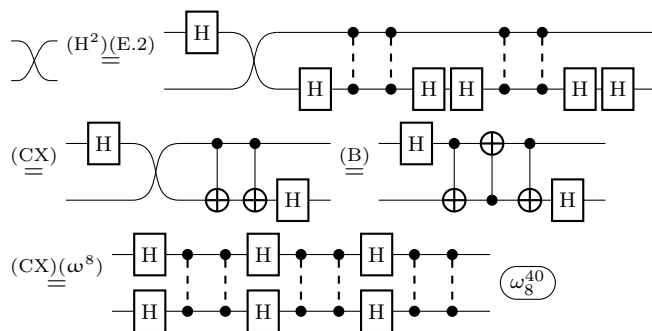 (H²)(E.2) = H H H H H H
(CX) = H H (B) = H H
(CX)(ω⁸) = H H H ω₈⁴⁰
H H H